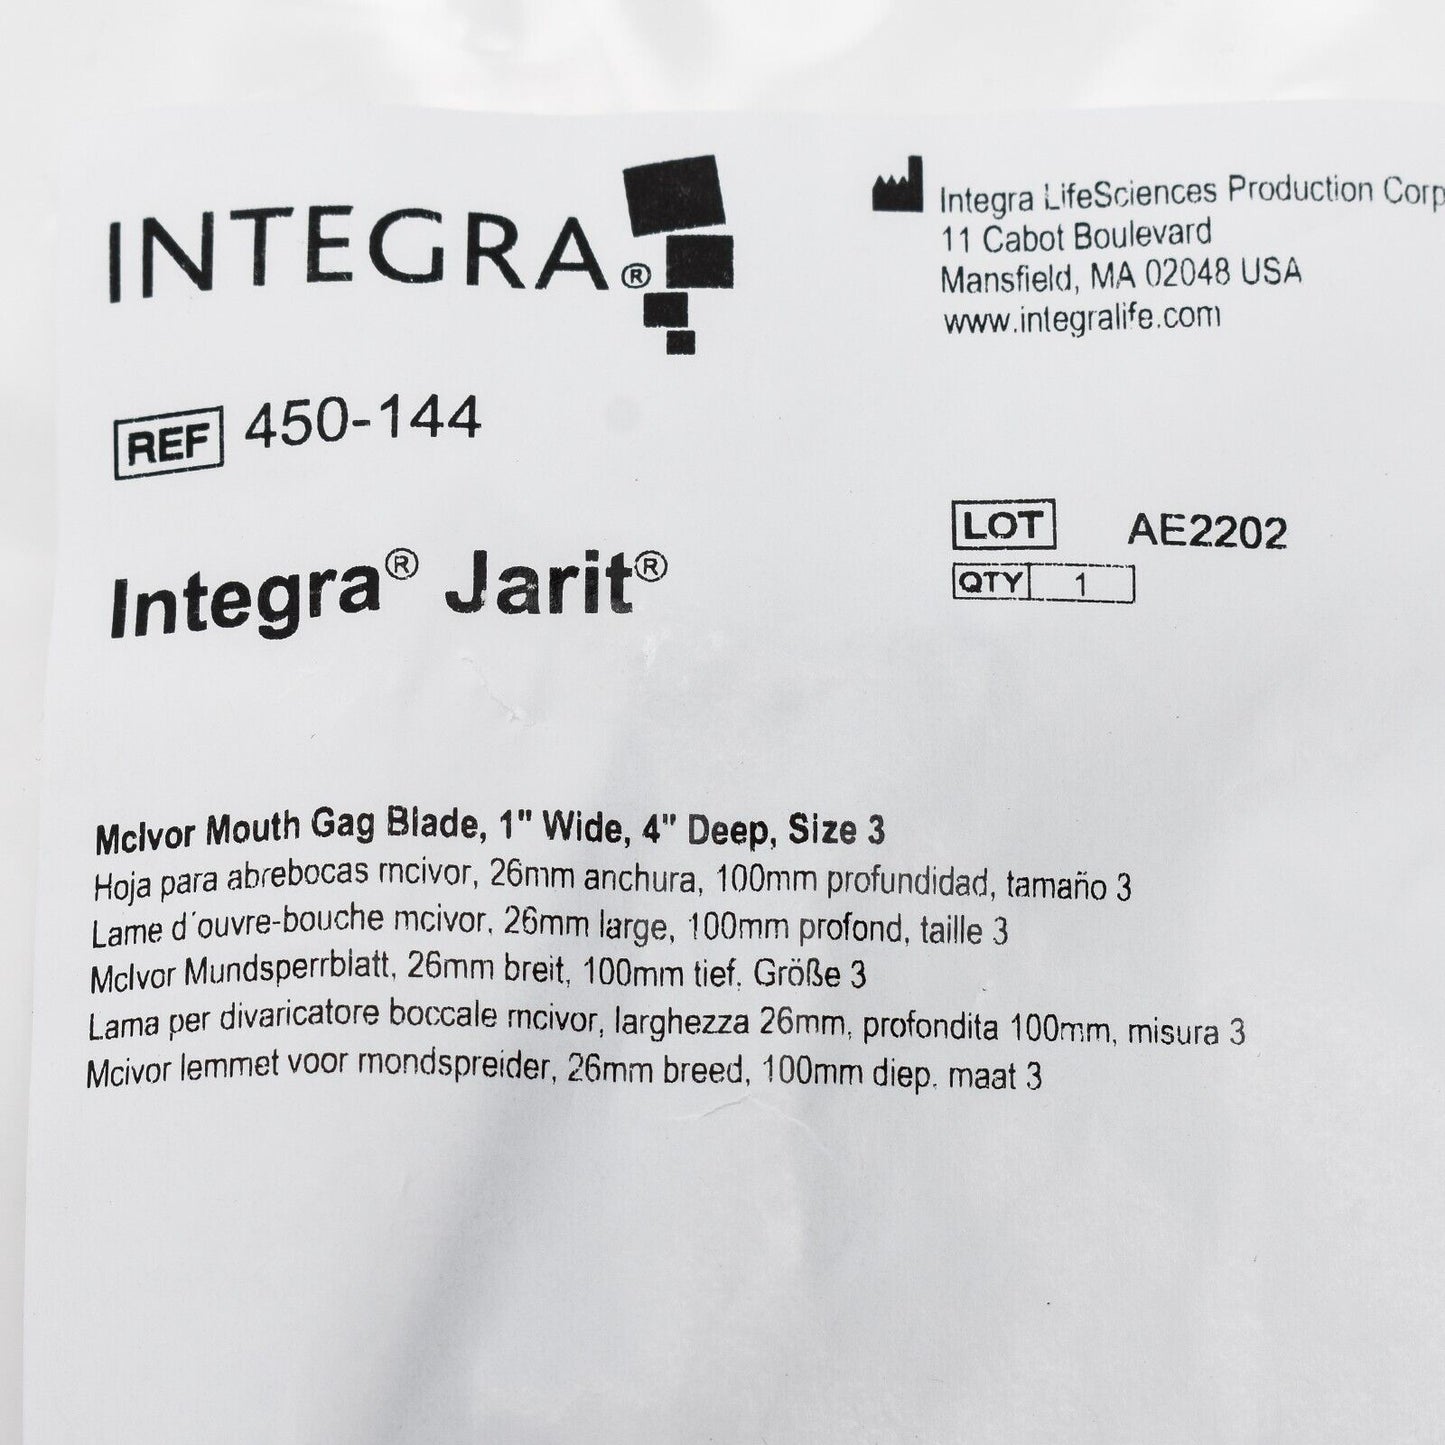 INTEGRA®
Integra LifeSciences Production Corp
11 Cabot Boulevard
Mansfield, MA 02048 USA
www.integralife.com
REF 450-144
LOT AE2202
QTY 1
Integra® Jarit®
McIvor Mouth Gag Blade, 1" Wide, 4" Deep, Size 3
Hoja para abrebocas mcivor, 26mm anchura, 100mm profundidad, tamaño 3
Lame d´ouvre-bouche mcivor, 26mm large, 100mm profond, taille 3
McIvor Mundsperrblatt, 26mm breit, 100mm tief, Größe 3
Lama per divaricatore boccale mcivor, larghezza 26mm, profondita 100mm, misura 3
Mcivor lemmet voor mondspreider, 26mm breed, 100mm diep, maat 3